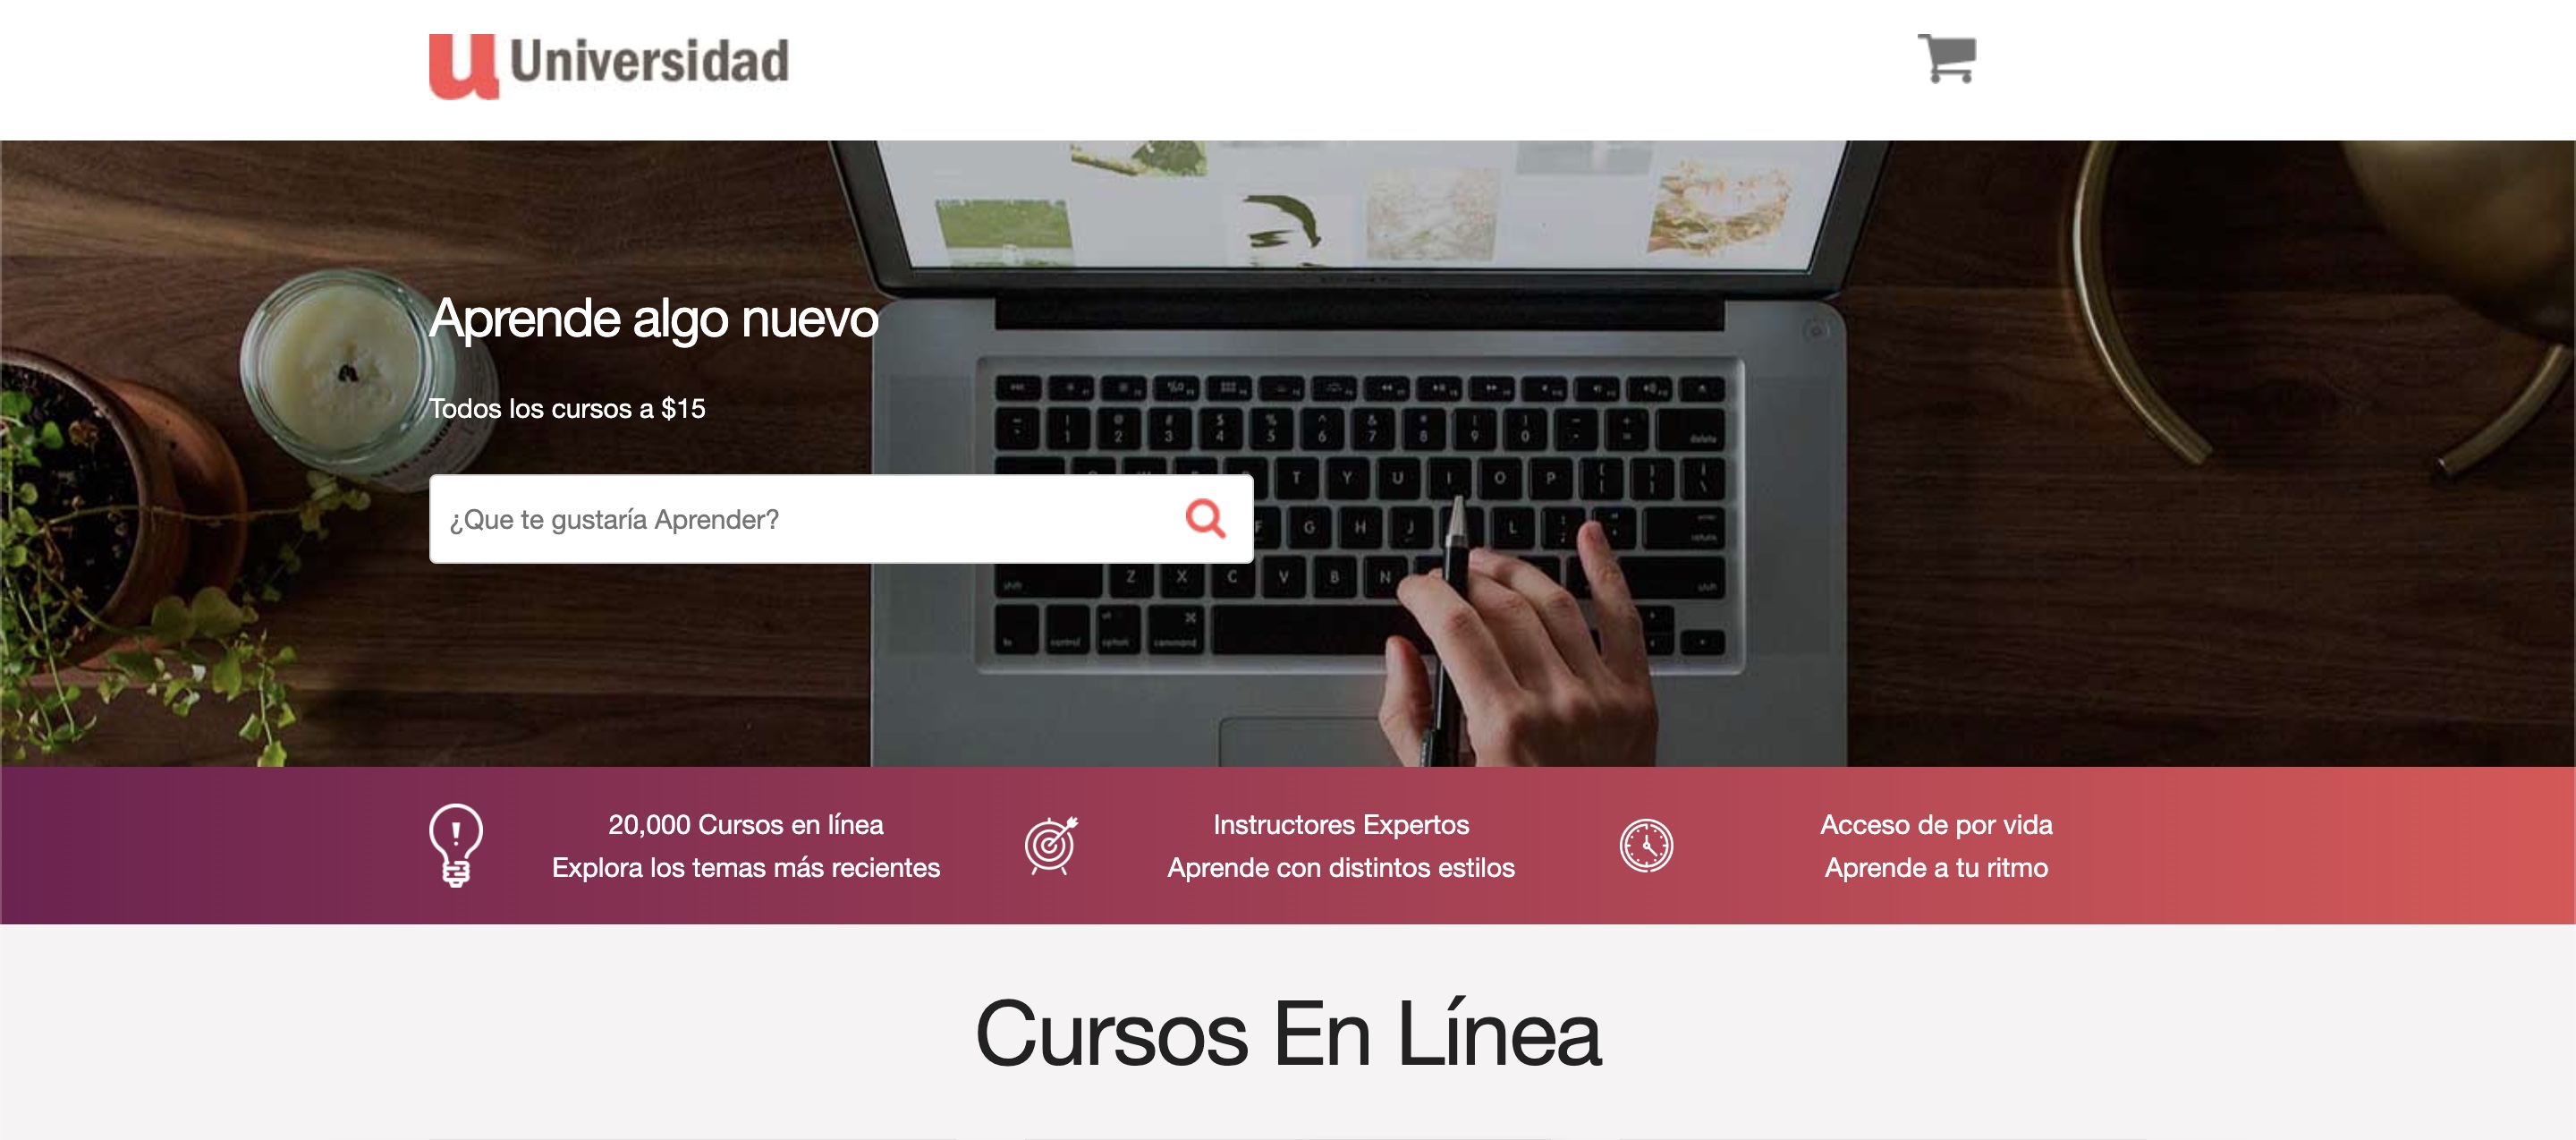 u Universidad
Aprende algo nuevo
Todos los cursos a $15
¿Que te gustaría Aprender?
20,000 Cursos en línea
Explora los temas más recientes
Instructores Expertos
Aprende con distintos estilos
Acceso de por vida
Aprende a tu ritmo
Cursos En Línea